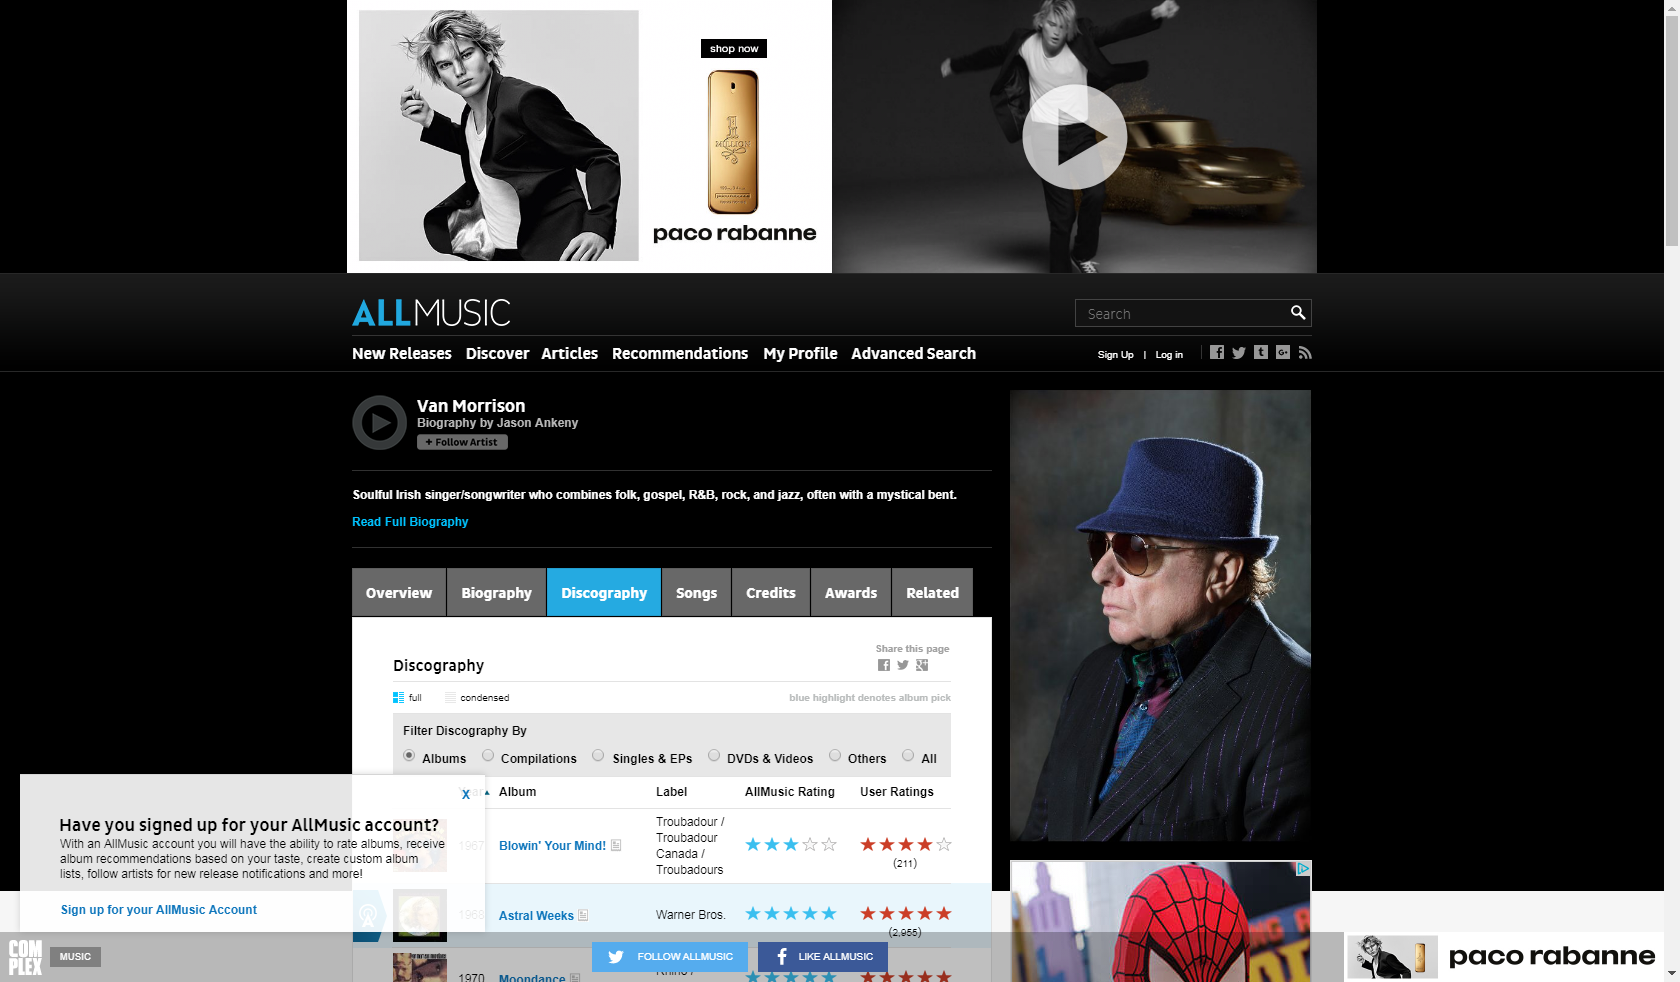 shop now
1
MILLION
paco rabanne
ALLMUSIC
Search
New Releases Discover Articles Recommendations My Profile Advanced Search
Sign Up | Log in
Van Morrison
Biography by Jason Ankeny
+ Follow Artist
Soulful Irish singer/songwriter who combines folk, gospel, R&B, rock, and jazz, often with a mystical bent.
Read Full Biography
Overview Biography Discography Songs Credits Awards Related
Share this page
Discography
full condensed blue highlight denotes album pick
Filter Discography By
Albums Compilations Singles & EPs DVDs & Videos Others All
Album Label AllMusic Rating User Ratings
1967 Blowin' Your Mind! Troubadour /
Troubadour
Canada /
Troubadours
(211)
1968 Astral Weeks Warner Bros.
(2,955)
1970 Moondance
X
Have you signed up for your AllMusic account?
With an AllMusic account you will have the ability to rate albums, receive
album recommendations based on your taste, create custom album
lists, follow artists for new release notifications and more!
Sign up for your AllMusic Account
COM
PLEX
MUSIC
FOLLOW ALLMUSIC
LIKE ALLMUSIC
paco rabanne